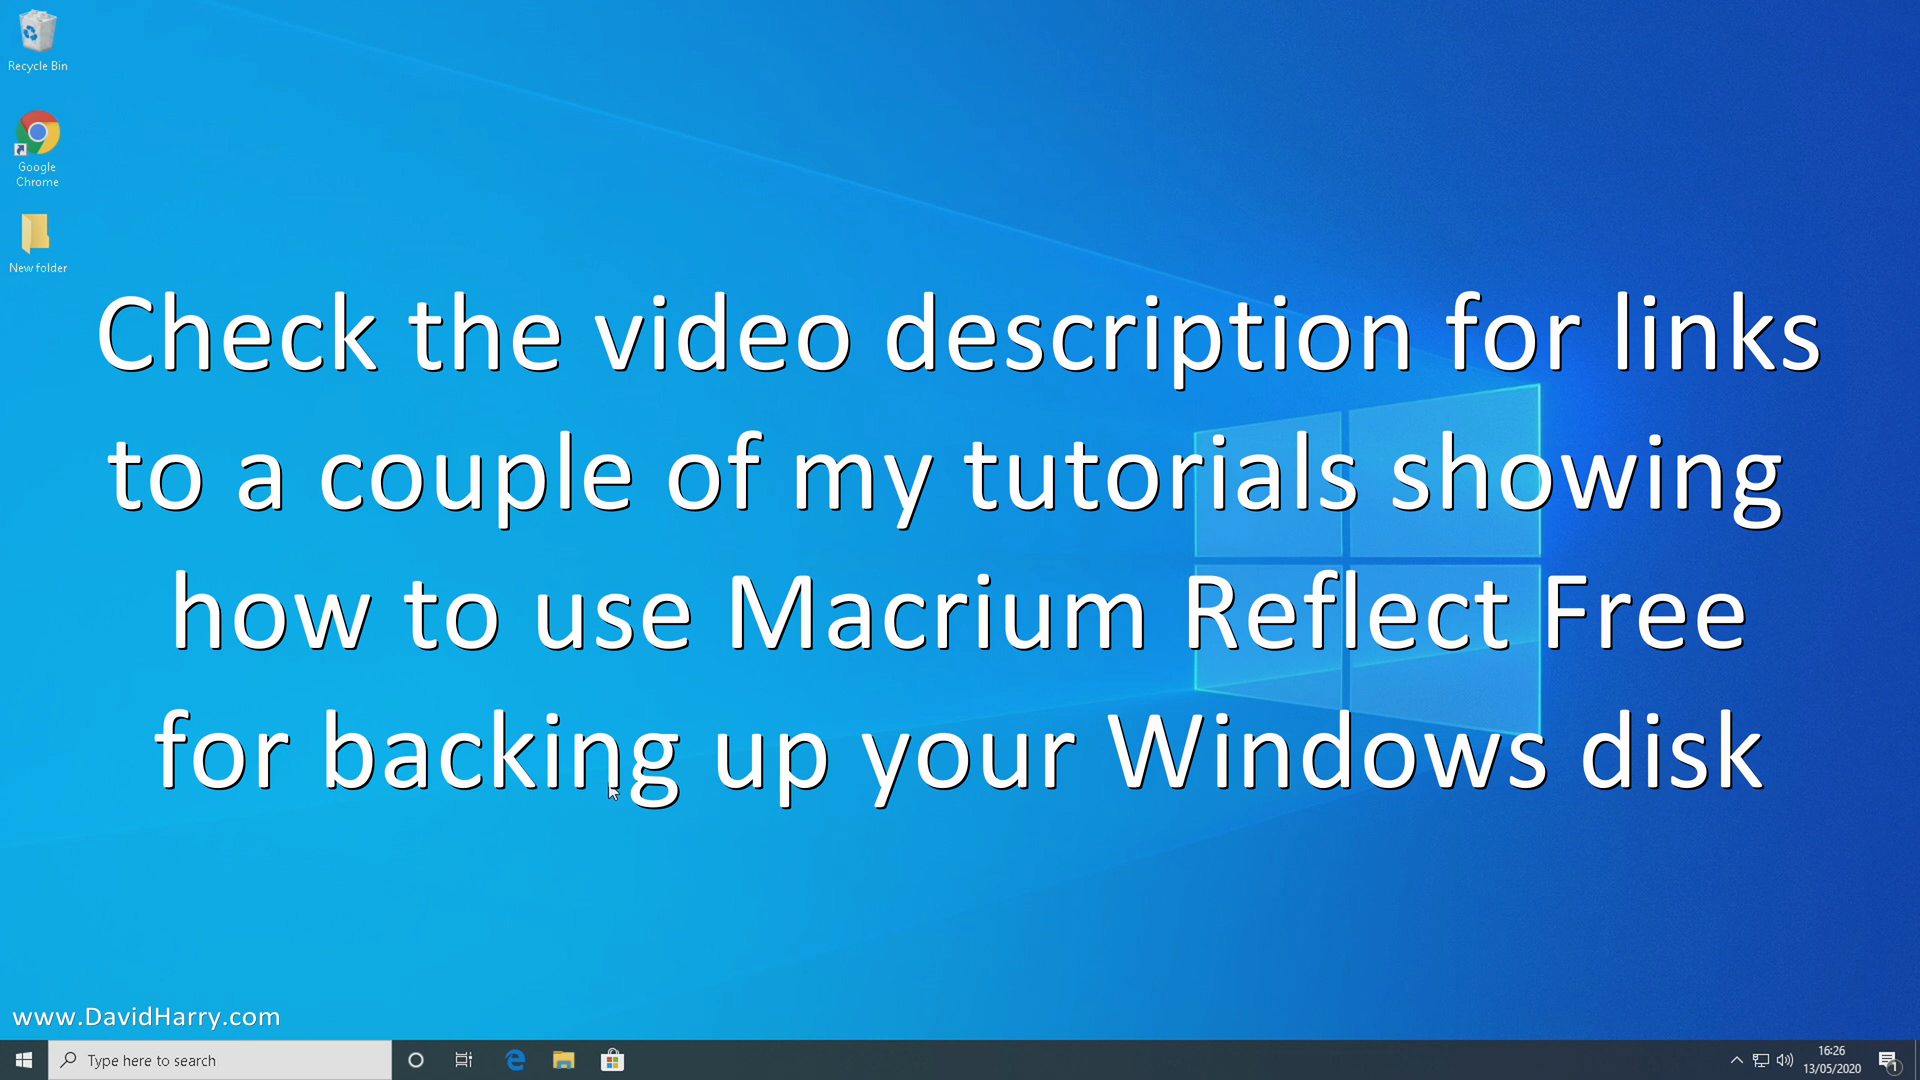 Recycle Bin
Google
Chrome
New folder
Check the video description for links
to a couple of my tutorials showing
how to use Macrium Reflect Free
for backing up your Windows disk
www.DavidHarry.com
Type here to search
16:26
13/05/2020
1